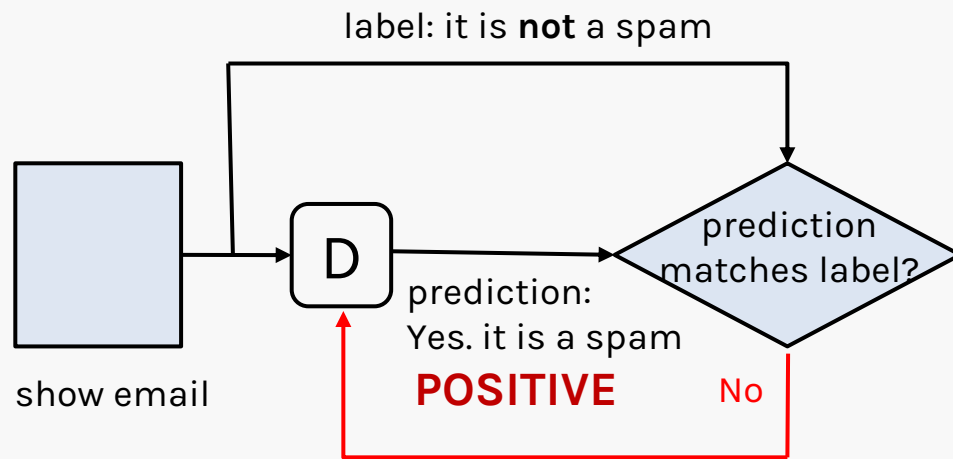 label: it is not a spam
prediction
matches label?
D
prediction:
Yes. it is a spam
POSITIVE
No
show email